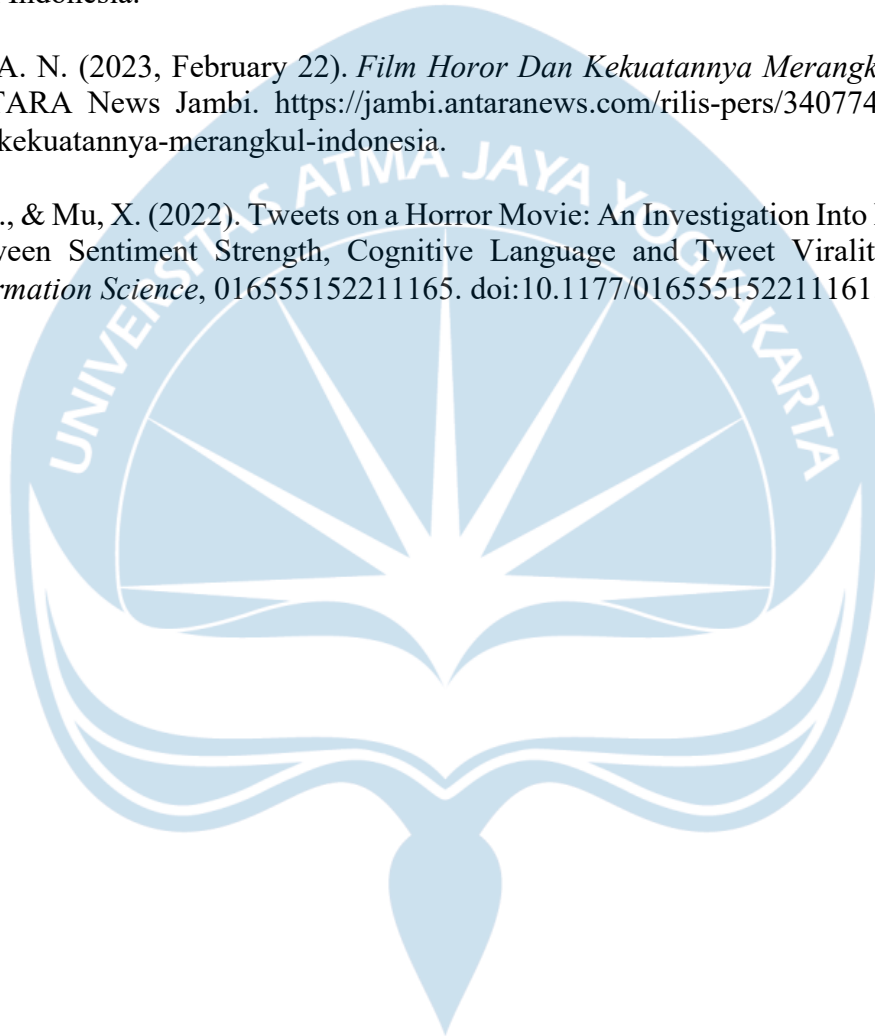 Indonesia.
A. N. (2023, February 22). Film Horor Dan Kekuatannya Merangk
TARA News Jambi. https://jambi.antaranews.com/rilis-pers/340774
kekuatannya-merangkul-indonesia.
., & Mu, X. (2022). Tweets on a Horror Movie: An Investigation Into
ween Sentiment Strength, Cognitive Language and Tweet Viralit
rmation Science, 016555152211165. doi:10.1177/016555152211161
UNIVERSITAS ATMA JAYA YOGYAKARTA